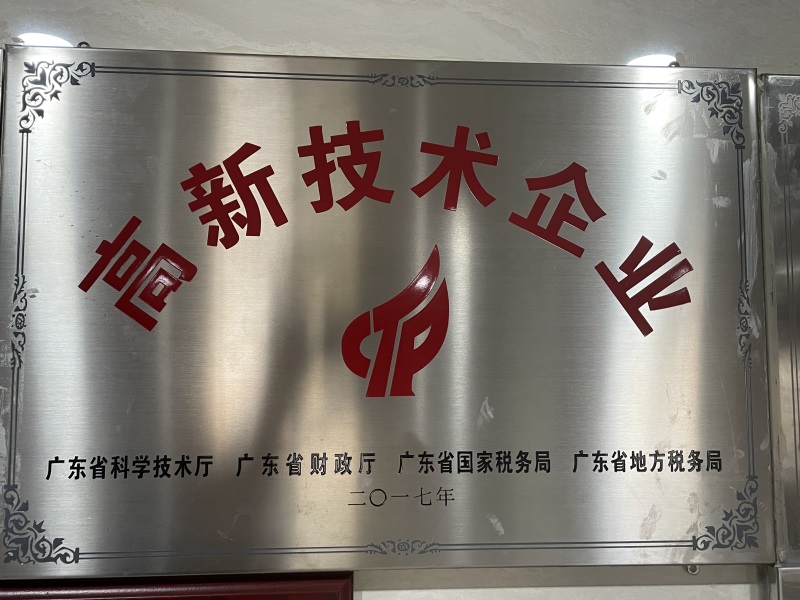 高新技术企业
广东省科学技术厅 广东省财政厅 广东省国家税务局 广东省地方税务局
二〇一七年